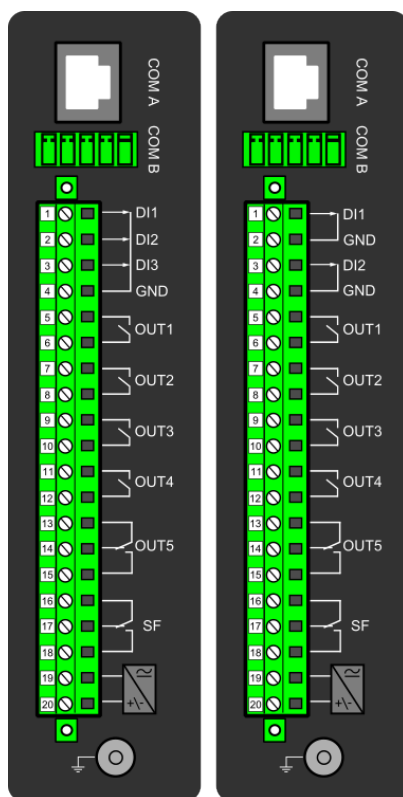 COM A
COM B
1 DI1
2 DI2
3 DI3
4 GND
5
OUT1
6
7
OUT2
8
9
OUT3
10
11
OUT4
12
13
14 OUT5
15
16
17 SF
18
19
20 +/-
COM A
COM B
1 DI1
2 GND
3 DI2
4 GND
5
OUT1
6
7
OUT2
8
9
OUT3
10
11
OUT4
12
13
14 OUT5
15
16
17 SF
18
19
20 +/-